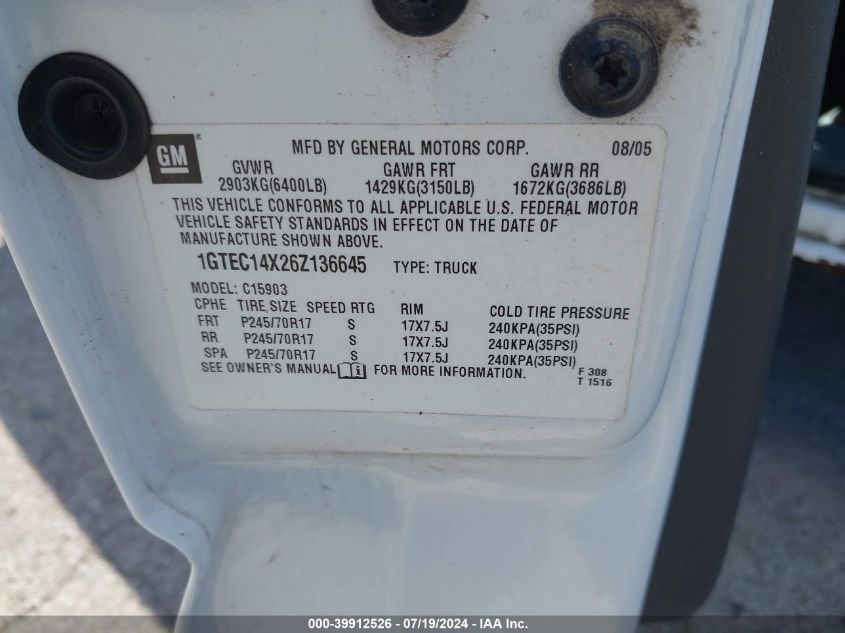 GM ®
MFD BY GENERAL MOTORS CORP. 08/05
GVWR GAWR FRT GAWR RR
2903KG(6400LB) 1429KG(3150LB) 1672KG(3686LB)
THIS VEHICLE CONFORMS TO ALL APPLICABLE U.S. FEDERAL MOTOR
VEHICLE SAFETY STANDARDS IN EFFECT ON THE DATE OF
MANUFACTURE SHOWN ABOVE.
1GTEC14X26Z136645 TYPE: TRUCK
MODEL: C15903
CPHE TIRE SIZE SPEED RTG RIM COLD TIRE PRESSURE
FRT P245/70R17 S 17X7.5J 240KPA(35PSI)
RR P245/70R17 S 17X7.5J 240KPA(35PSI)
SPA P245/70R17 S 17X7.5J 240KPA(35PSI)
SEE OWNER'S MANUAL i FOR MORE INFORMATION.
F 308
T 1516
000-39912526 - 07/19/2024 - IAA Inc.